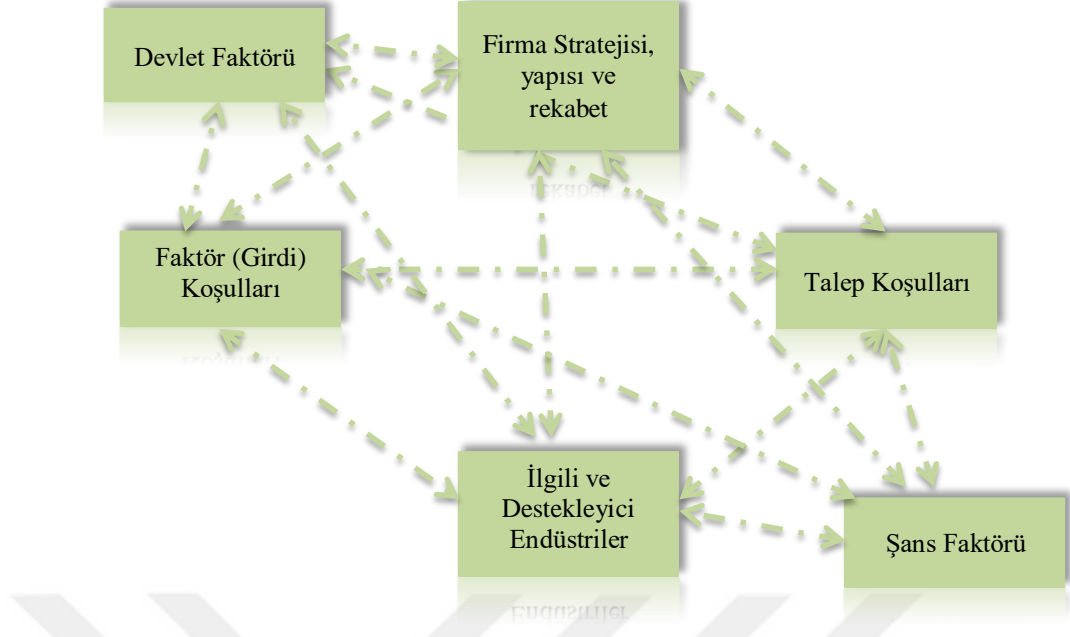 Devlet Faktörü
Firma Stratejisi,
yapısı ve
rekabet
Faktör (Girdi)
Koşulları
Talep Koşulları
İlgili ve
Destekleyici
Endüstriler
Şans Faktörü